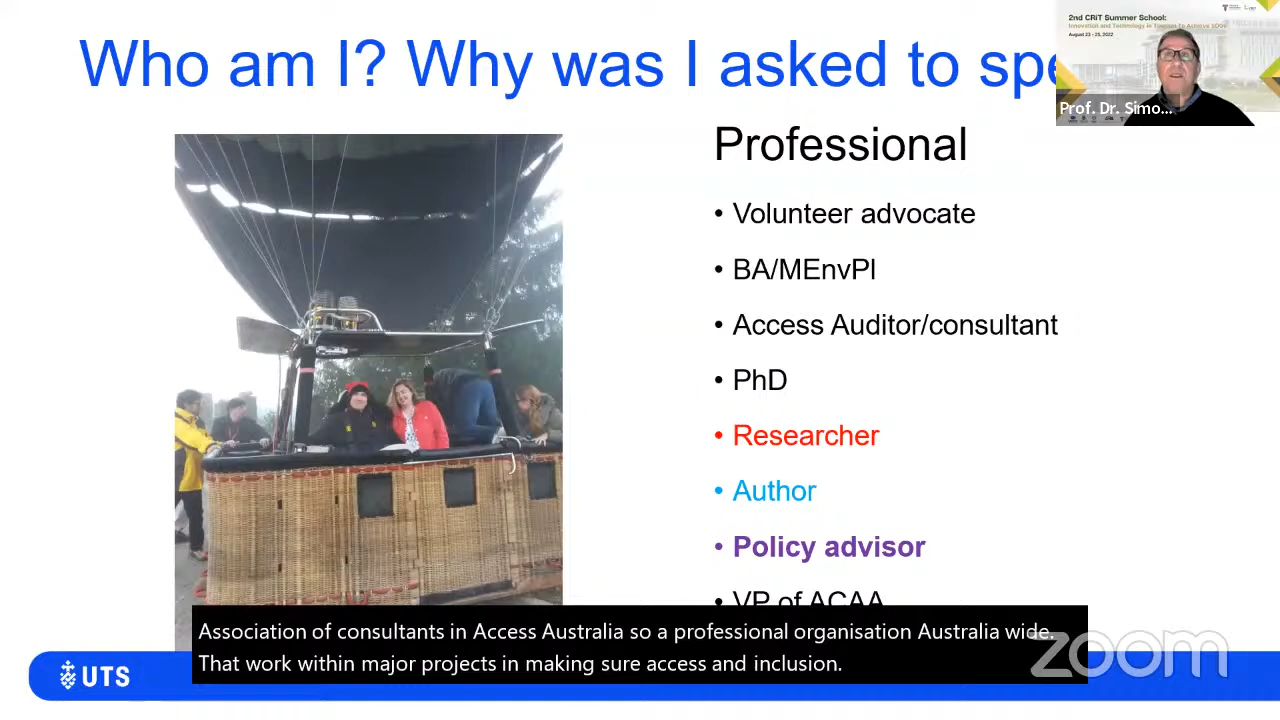 Who am I? Why was I asked to spe
2nd CRiT Summer School:
Innovation and Technology in Tourism To Achieve SDGs
August 23 - 25, 2022
Prof. Dr. Simo...
Professional
• Volunteer advocate
• BA/MEnvPl
• Access Auditor/consultant
• PhD
• Researcher
• Author
• Policy advisor
• VP of ACAA
Association of consultants in Access Australia so a professional organisation Australia wide.
That work within major projects in making sure access and inclusion.
zoom
UTS